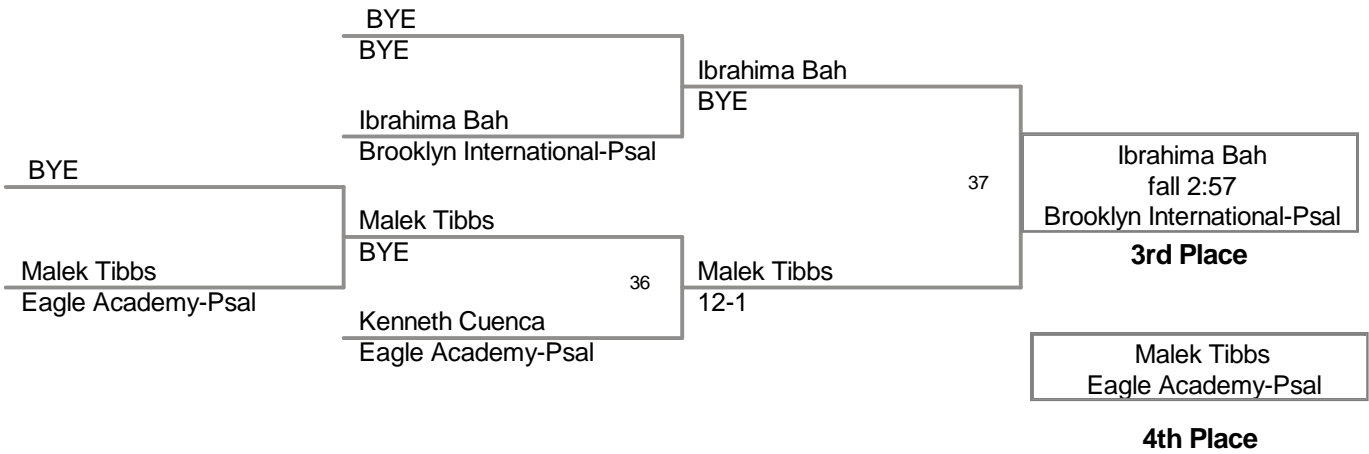 BYE
BYE
Ibrahima Bah
BYE
Ibrahima Bah
Brooklyn International-Psal
BYE
Ibrahima Bah
fall 2:57
Brooklyn International-Psal
37
3rd Place
Malek Tibbs
BYE
Malek Tibbs
Eagle Academy-Psal
36
Malek Tibbs
12-1
Kenneth Cuenca
Eagle Academy-Psal
Malek Tibbs
Eagle Academy-Psal
4th Place